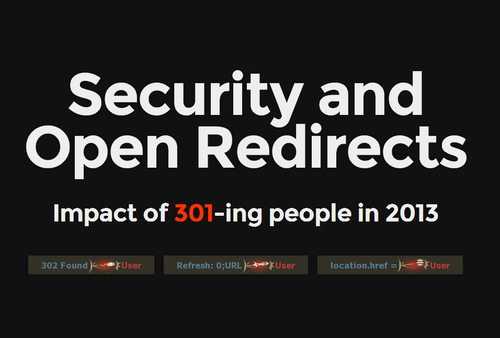 Security and
Open Redirects
Impact of 301-ing people in 2013
302 Found User
Refresh: 0;URL User
location.href = User